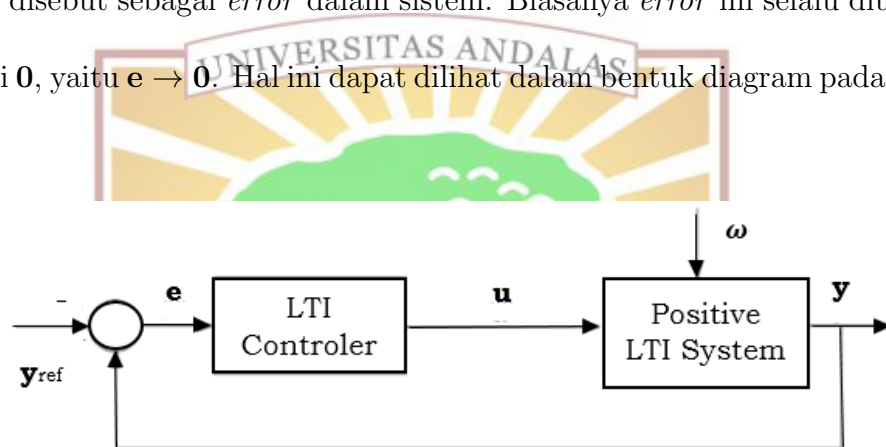 disebut sebagai error dalam sistem. Biasanya error ini selalu
UNIVERSITAS ANDALAS
i 0, yaitu e → 0. Hal ini dapat dilihat dalam bentuk diagram pada
ω
-
e
LTI
Controler
u
Positive
LTI System
y
yref